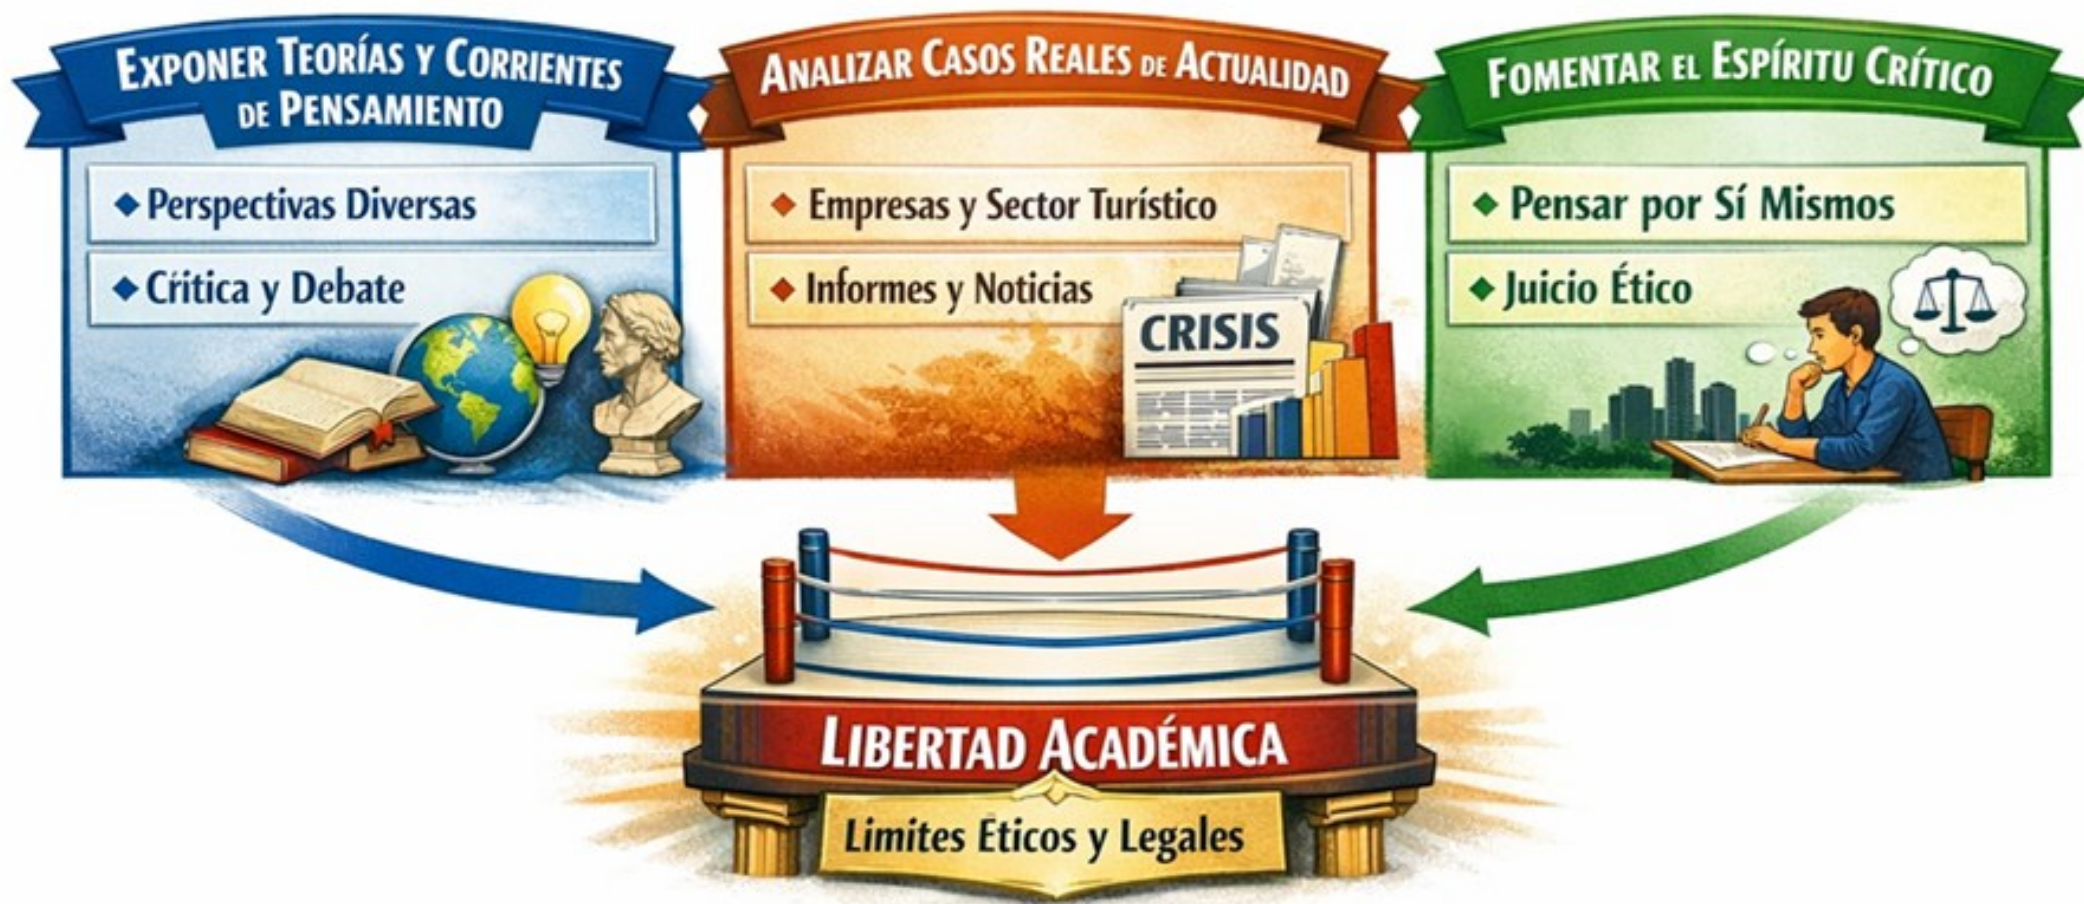 EXPONER TEORÍAS Y CORRIENTES
DE PENSAMIENTO
◆ Perspectivas Diversas
◆ Crítica y Debate
ANALIZAR CASOS REALES DE ACTUALIDAD
◆ Empresas y Sector Turístico
◆ Informes y Noticias
CRISIS
FOMENTAR EL ESPÍRITU CRÍTICO
◆ Pensar por Sí Mismos
◆ Juicio Ético
LIBERTAD ACADÉMICA
Limites Éticos y Legales